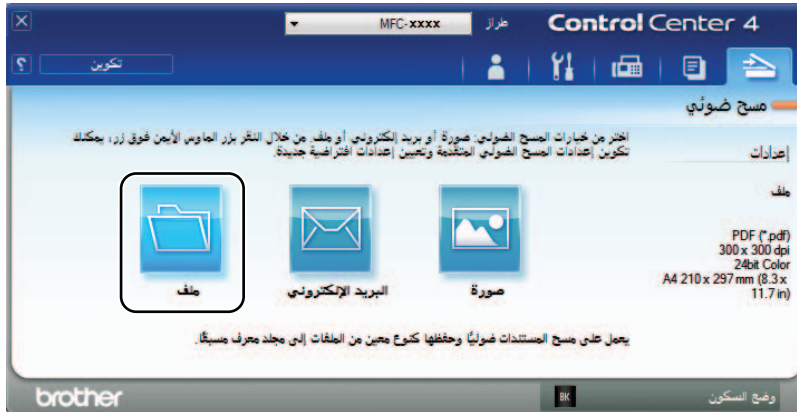 Control Center 4
طراز
MFC-xxxx
تكوين
?
مسح ضوئي
اختر من خيارات المسح الضوئي: صورة أو بريد إلكتروني أو ملف. من خلال النقر بزر الماوس الأيمن فوق زر، يمكنك
تكوين إعدادات المسح الضوئي المتقدمة وتعيين إعدادات افتراضية جديدة.
إعدادات
ملف
PDF (*.pdf)
300 x 300 dpi
24bit Color
A4 210 x 297 mm (8.3 x
11.7 in)
صورة
البريد الإلكتروني
ملف
يعمل على مسح المستندات ضوئيًا وحفظها كنوع معين من الملفات إلى مجلد معرف مسبقًا.
وضع السكون
BK
brother